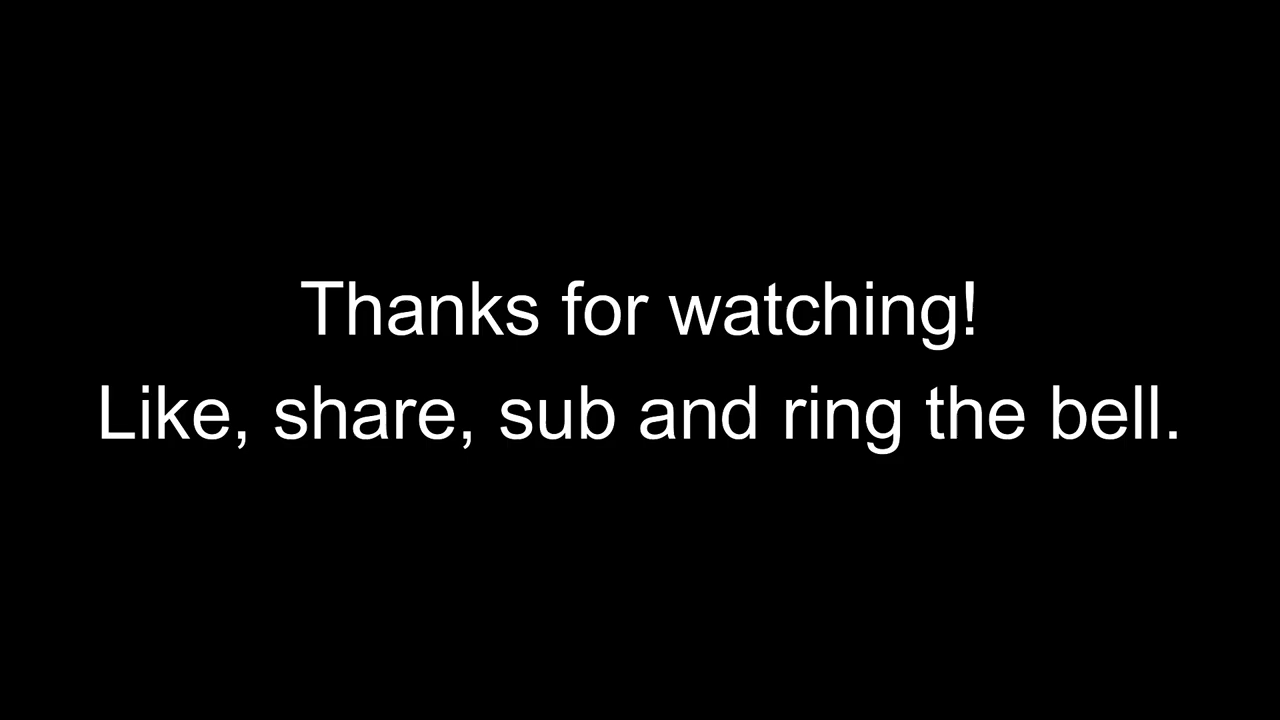 Thanks for watching!
Like, share, sub and ring the bell.